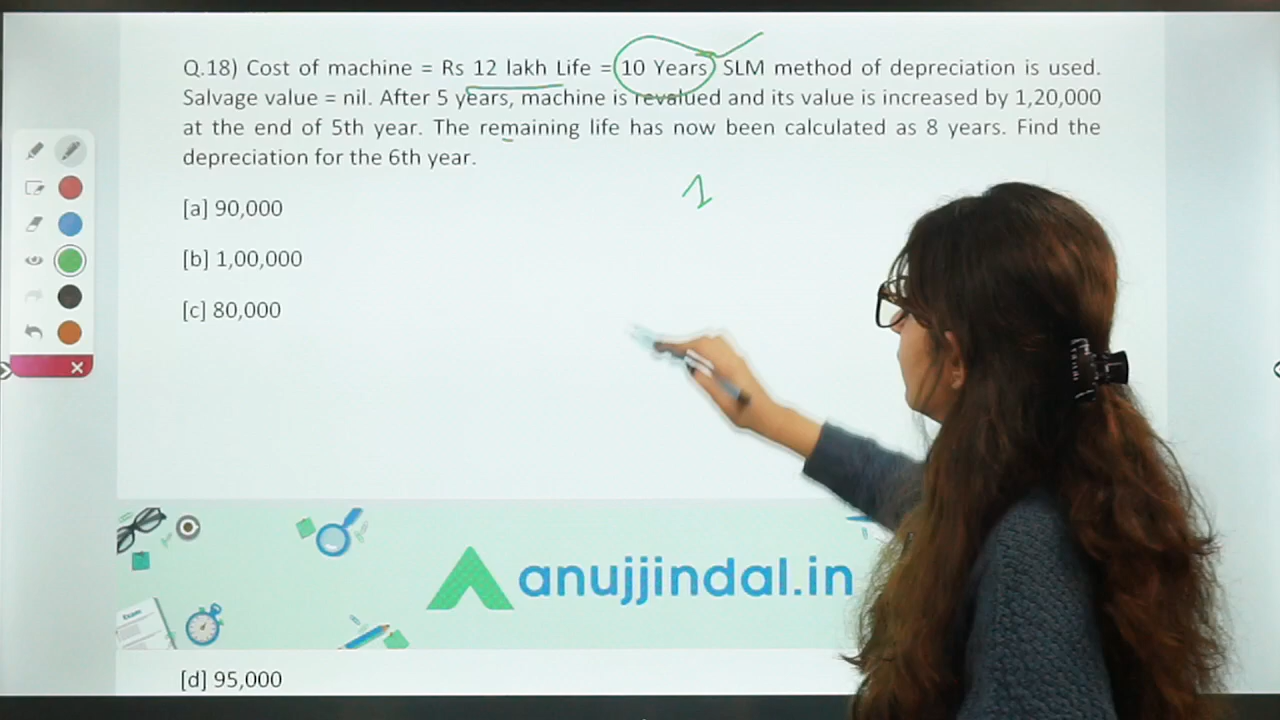 Q.18) Cost of machine = Rs 12 lakh Life = 10 Years SLM method of depreciation is used.
Salvage value = nil. After 5 years, machine is revalued and its value is increased by 1,20,000
at the end of 5th year. The remaining life has now been calculated as 8 years. Find the
depreciation for the 6th year.
1
[a] 90,000
[b] 1,00,000
[c] 80,000
Exam
anujjindal.in
[d] 95,000